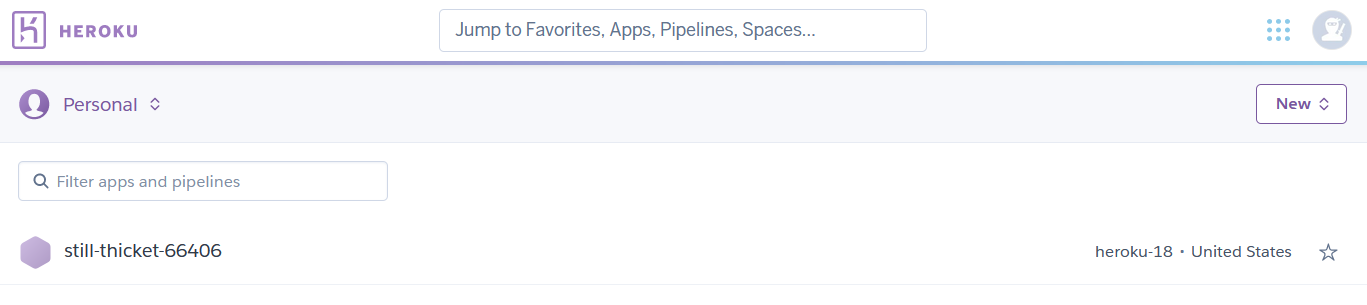 HEROKU
Jump to Favorites, Apps, Pipelines, Spaces...
Personal
New
Filter apps and pipelines
still-thicket-66406
heroku-18 • United States